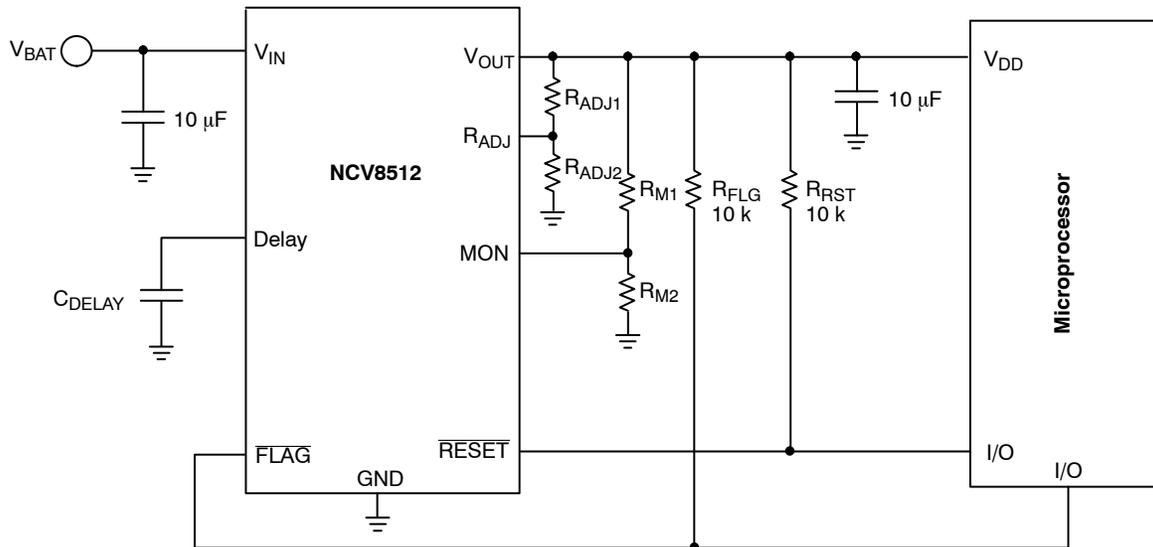 V_BAT
V_IN
V_OUT
V_DD
R_ADJ1
10 μF
10 μF
R_ADJ
R_ADJ2
NCV8512
R_M1
R_FLG
10 k
R_RST
10 k
Microprocessor
Delay
MON
C_DELAY
R_M2
FLAG
RESET
I/O
GND
I/O